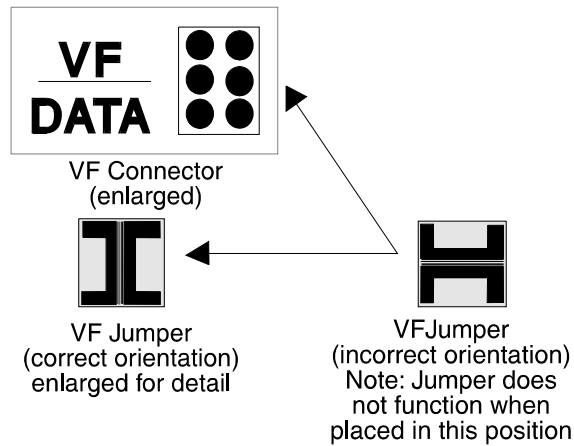 VF
DATA
VF Connector
(enlarged)
VF Jumper
(correct orientation)
enlarged for detail
VFJumper
(incorrect orientation)
Note: Jumper does
not function when
placed in this position